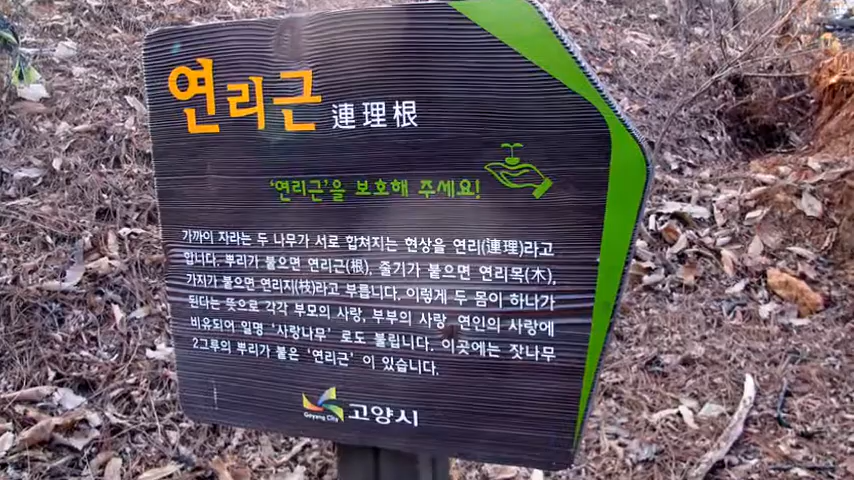 연리근 連理根
'연리근'을 보호해 주세요!
가까이 자라는 두 나무가 서로 합쳐지는 현상을 연리(連理)라고
합니다. 뿌리가 붙으면 연리근(根), 줄기가 붙으면 연리목(木),
가지가 붙으면 연리지(枝)라고 부릅니다. 이렇게 두 몸이 하나가
된다는 뜻으로 각각 부모의 사랑, 부부의 사랑, 연인의 사랑에
비유되어 일명 '사랑나무' 로도 불립니다. 이곳에는 잣나무
2그루의 뿌리가 붙은 '연리근' 이 있습니다.
Goyang City 고양시